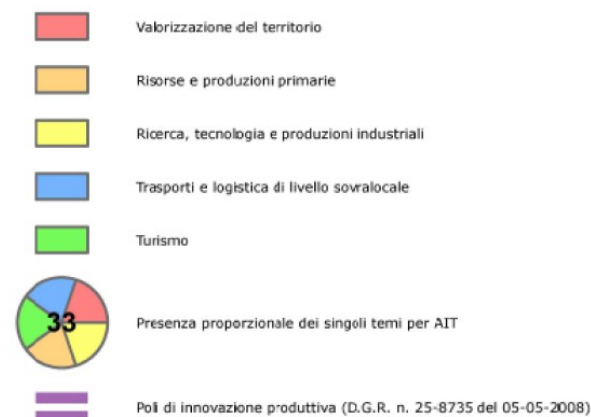 Valorizzazione del territorio
Risorse e produzioni primarie
Ricerca, tecnologia e produzioni industriali
Trasporti e logistica di livello sovralocale
Turismo
33
Presenza proporzionale dei singoli temi per AIT
Poli di innovazione produttiva (D.G.R. n. 25-8735 del 05-05-2008)